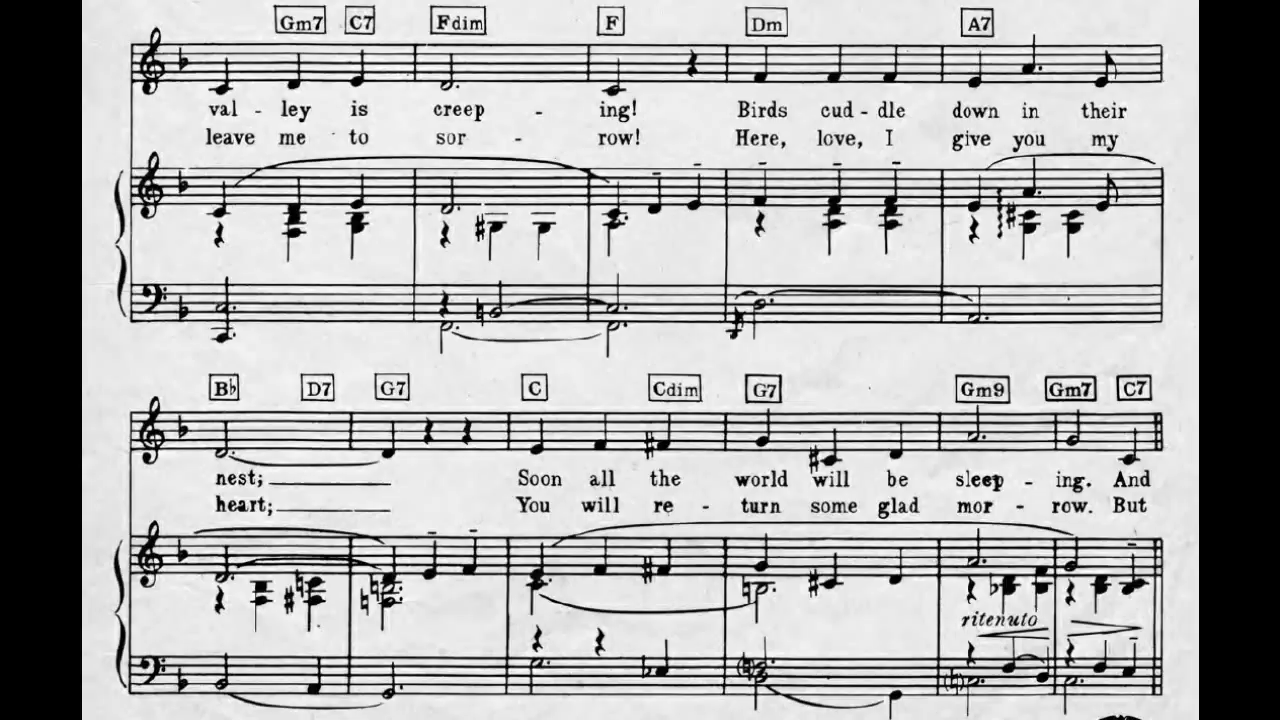 Gm7 C7 Fdim F Dm A7
val - ley is creep - ing! Birds cud - dle down in their
leave me to sor - row! Here, love, I give you my
B♭ D7 G7 C Cdim G7 Gm9 Gm7 C7
nest; Soon all the world will be sleep - ing. And
heart; You will re - turn some glad mor - row. But
ritenuto